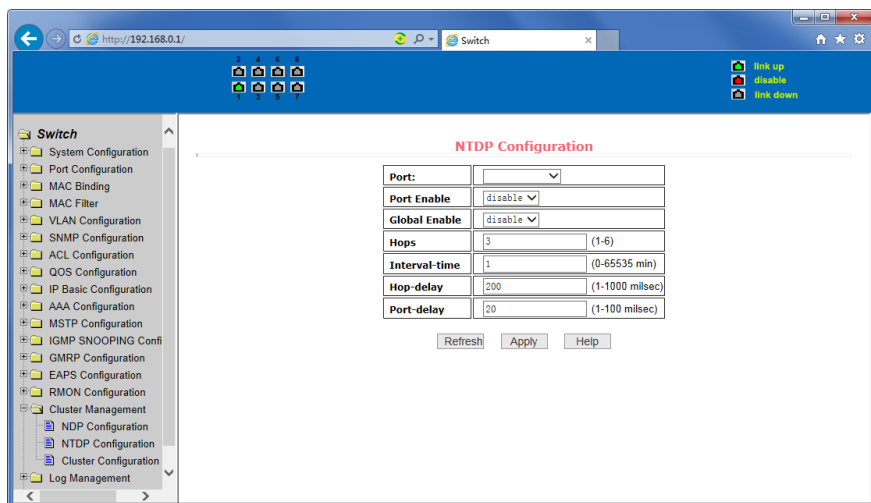 http://192.168.0.1/
Switch
2 4 6 8
1 3 5 7
link up
disable
link down
Switch
System Configuration
Port Configuration
MAC Binding
MAC Filter
VLAN Configuration
SNMP Configuration
ACL Configuration
QOS Configuration
IP Basic Configuration
AAA Configuration
MSTP Configuration
IGMP SNOOPING Confi
GMRP Configuration
EAPS Configuration
RMON Configuration
Cluster Management
NDP Configuration
NTDP Configuration
Cluster Configuration
Log Management
NTDP Configuration
Port:
Port Enable disable
Global Enable disable
Hops 3 (1-6)
Interval-time 1 (0-65535 min)
Hop-delay 200 (1-1000 milsec)
Port-delay 20 (1-100 milsec)
Refresh Apply Help